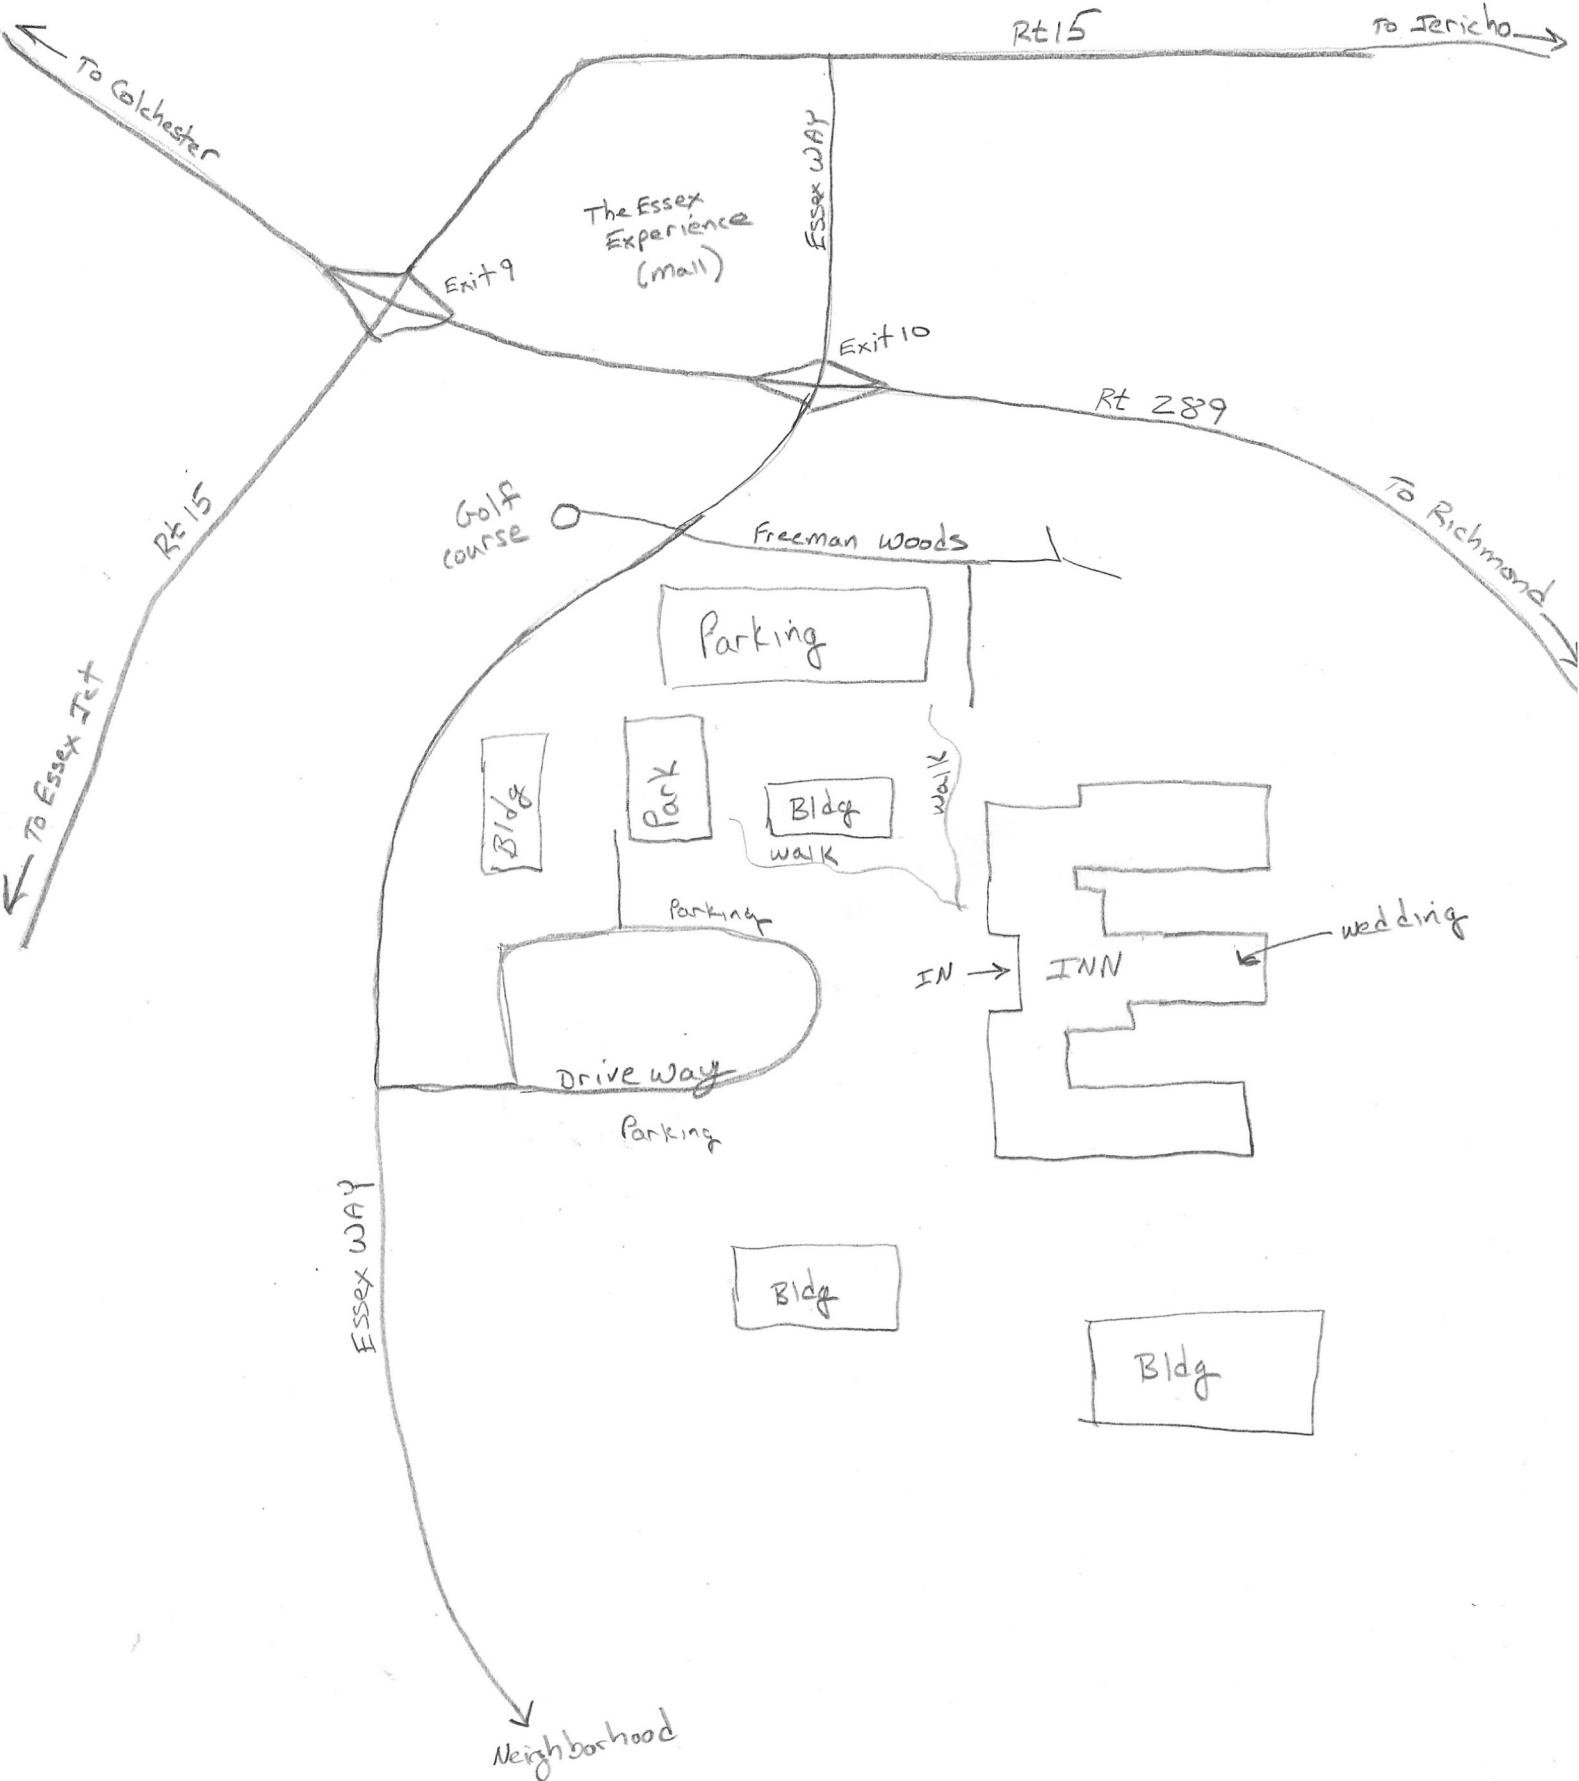 Rt 15
To Jericho
To Colchester
Essex WAY
The Essex
Experience
(mall)
Exit 9
Exit 10
Rt 289
To Richmond
Rt 15
Golf
course
Freeman Woods
Parking
To Essex Jct
Park
Bldg
Bldg
walk
walk
Parking
wedding
IN
INN
Driveway
Parking
Essex WAY
Bldg
Bldg
Neighborhood